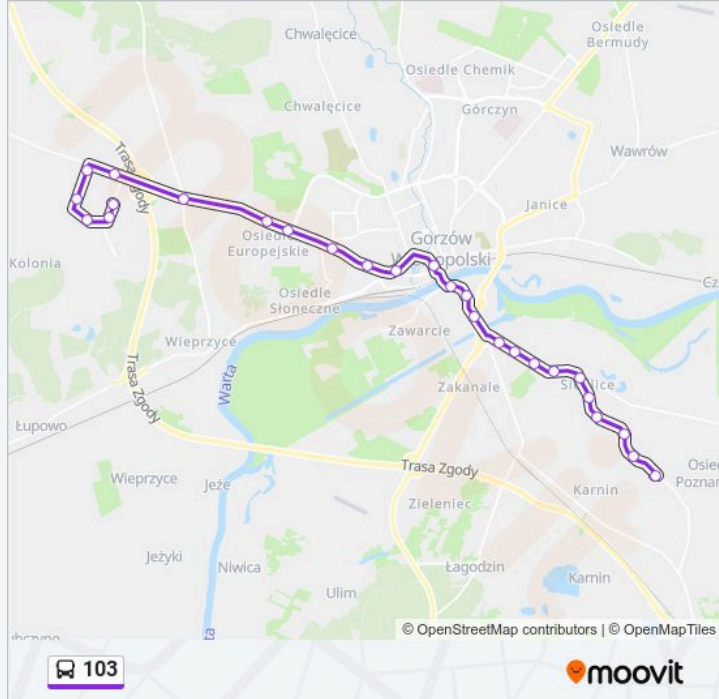 Chwalęcice
Osiedle
Bermudy
Osiedle Chemik
Chwalęcice
Górczyn
Trasa Zgody
Wawrów
Janice
Gorzów
Wielkopolski
Osiedle
Europejskie
Kolonia
Osiedle
Słoneczne
Zawarcie
Wieprzyce
Warta
Zakanale
Siedlice
Trasa Zgody
Łupowo
Trasa Zgody
Wieprzyce
Jeże
Karnin
Zieleniec
Jeżyki
Niwica
Łagodzin
Karnin
Ulim
© OpenStreetMap contributors | © OpenMapTiles
103
moovit